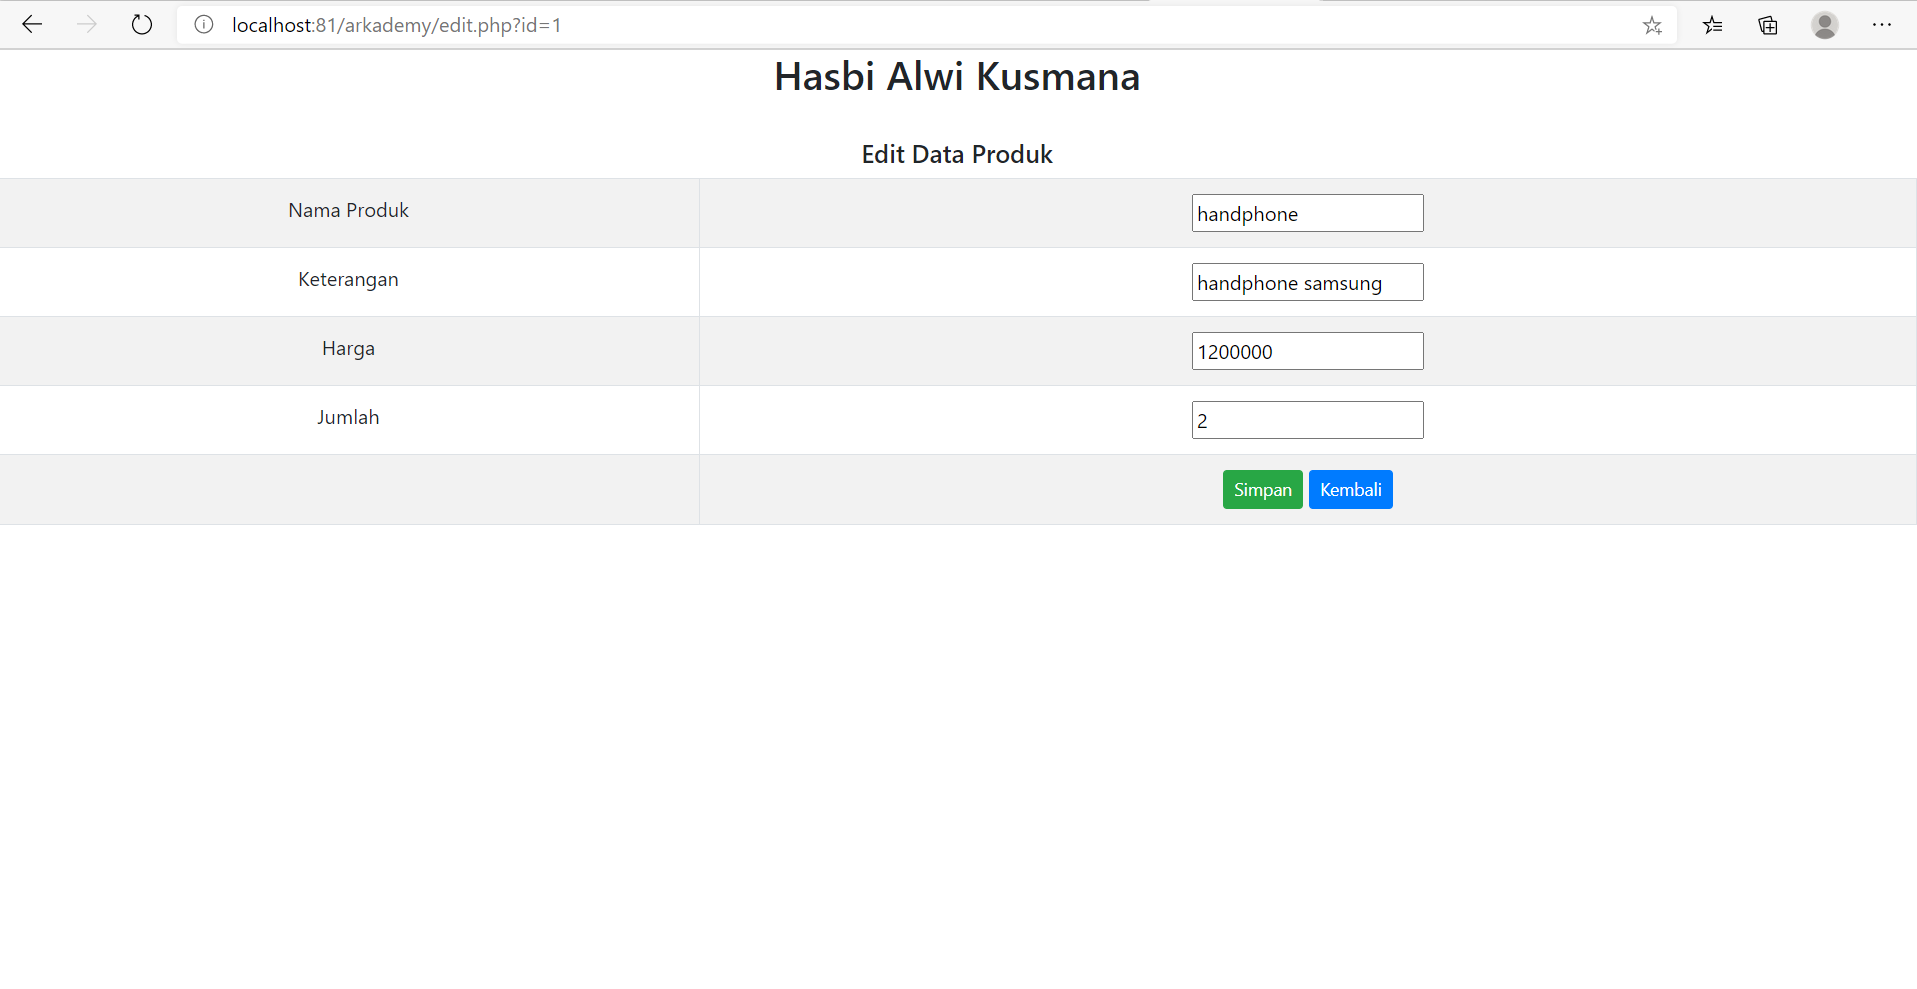 localhost:81/arkademy/edit.php?id=1
Hasbi Alwi Kusmana
Edit Data Produk
Nama Produk handphone
Keterangan handphone samsung
Harga 1200000
Jumlah 2
Simpan Kembali